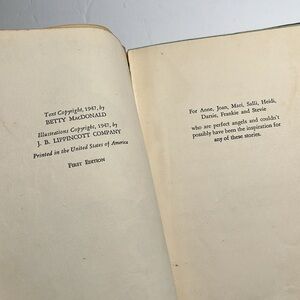 Text Copyright, 1947, by
BETTY MacDONALD
Illustrations Copyright, 1947, by
J. B. LIPPINCOTT COMPANY
Printed in the United States of America
FIRST EDITION
For Anne, Joan, Mari, Salli, Heidi,
Darsie, Frankie and Stevie
who are perfect angels and couldn't
possibly have been the inspiration for
any of these stories.